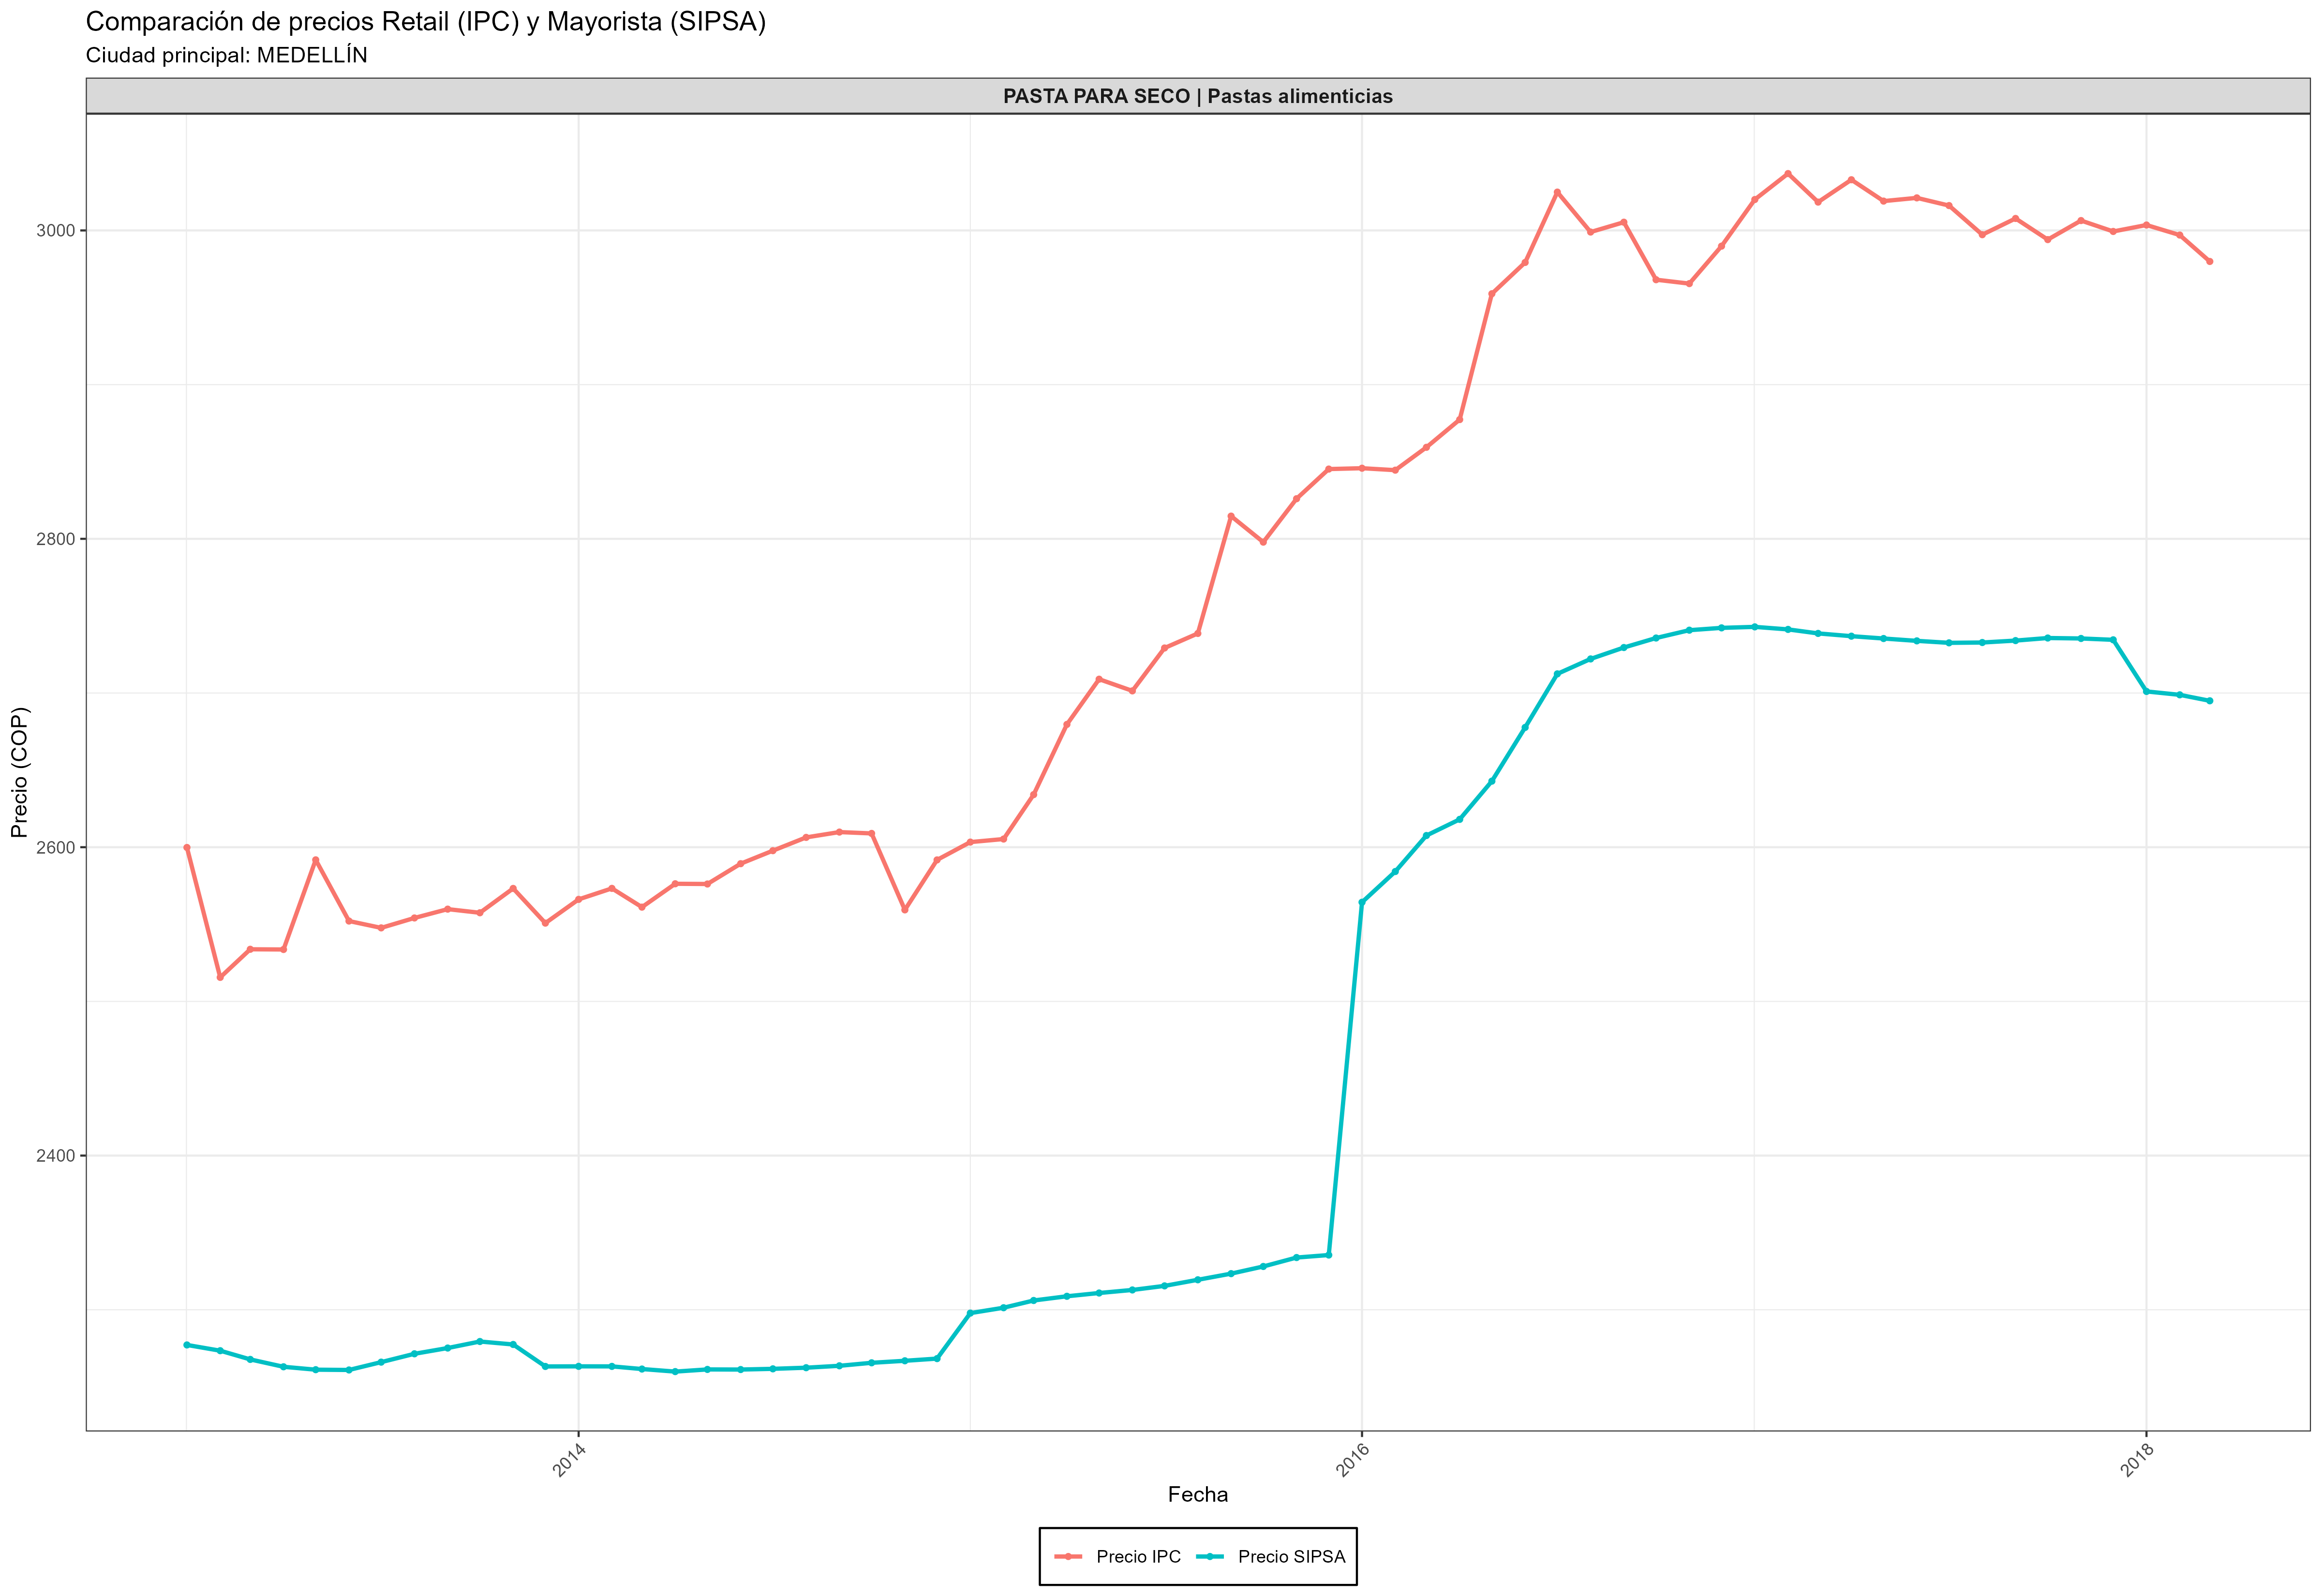 Comparación de precios Retail (IPC) y Mayorista (SIPSA)
Ciudad principal: MEDELLÍN
PASTA PARA SECO | Pastas alimenticias
Precio (COP)
3000
2800
2600
2400
2014
2016
2018
Fecha
Precio IPC
Precio SIPSA